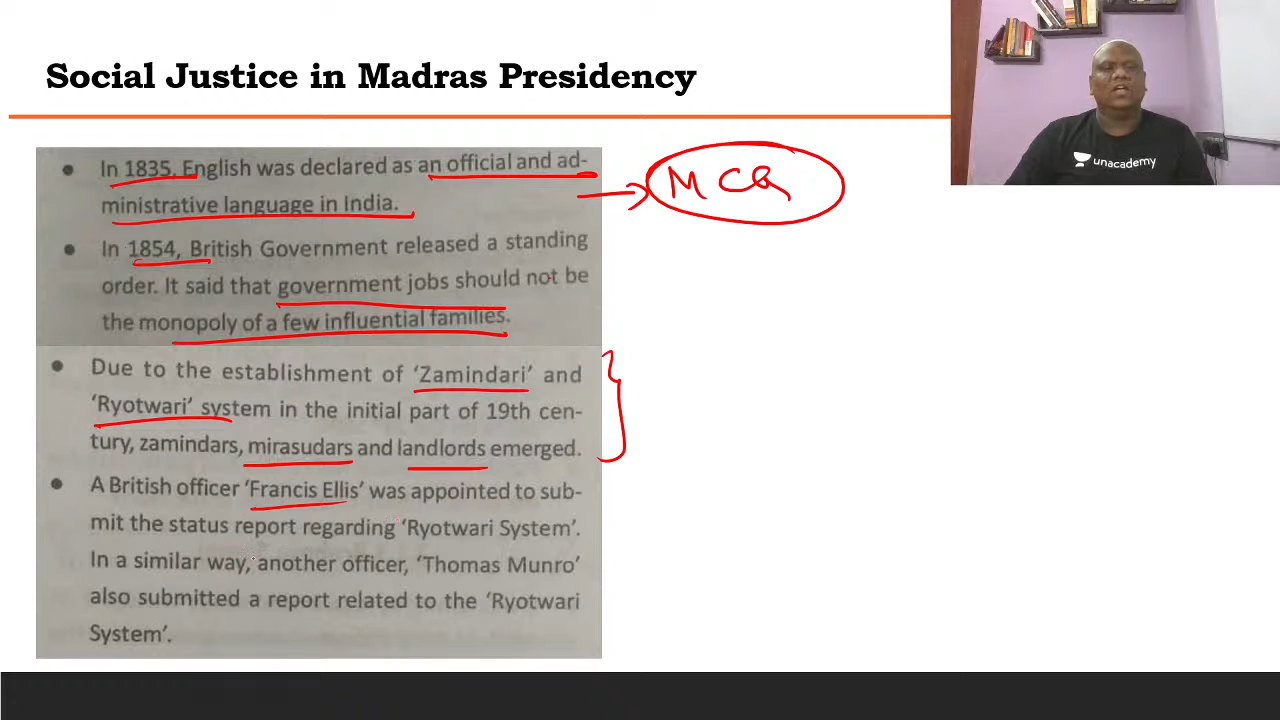 Social Justice in Madras Presidency
unacademy
• In 1835, English was declared as an official and ad-
ministrative language in India.
MCQ
• In 1854, British Government released a standing
order. It said that government jobs should not be
the monopoly of a few influential families.
• Due to the establishment of ‘Zamindari’ and
‘Ryotwari’ system in the initial part of 19th cen-
tury, zamindars, mirasudars and landlords emerged.
• A British officer ‘Francis Ellis’ was appointed to sub-
mit the status report regarding ‘Ryotwari System’.
In a similar way, another officer, ‘Thomas Munro’
also submitted a report related to the ‘Ryotwari
System’.